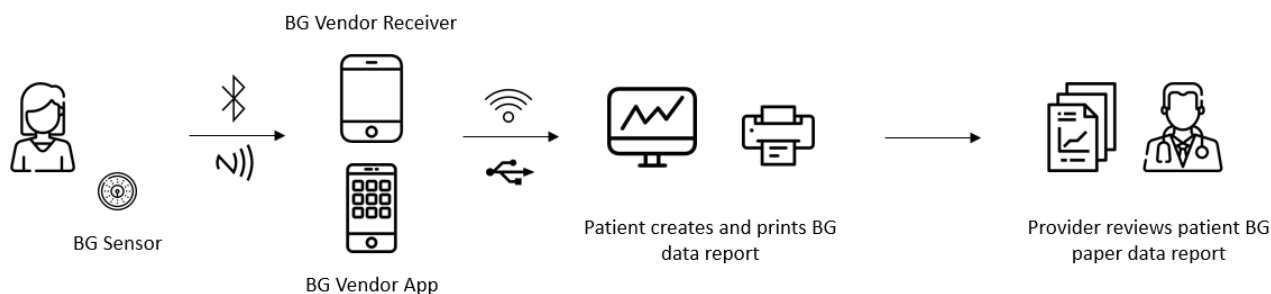 BG Vendor Receiver
BG Sensor
BG Vendor App
Patient creates and prints BG
data report
Provider reviews patient BG
paper data report